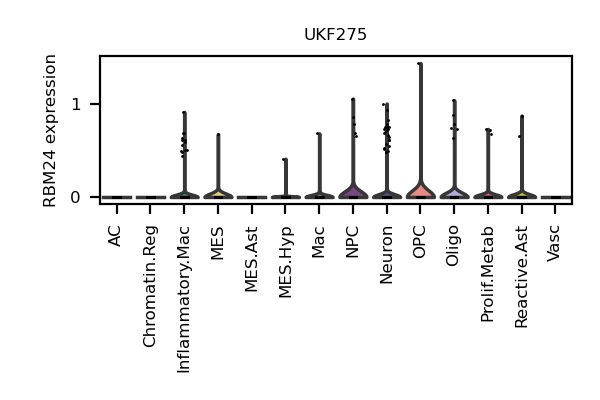 UKF275
RBM24 expression
1
0
AC
Chromatin.Reg
Inflammatory.Mac
MES
MES.Ast
MES.Hyp
Mac
NPC
Neuron
OPC
Oligo
Prolif.Metab
Reactive.Ast
Vasc